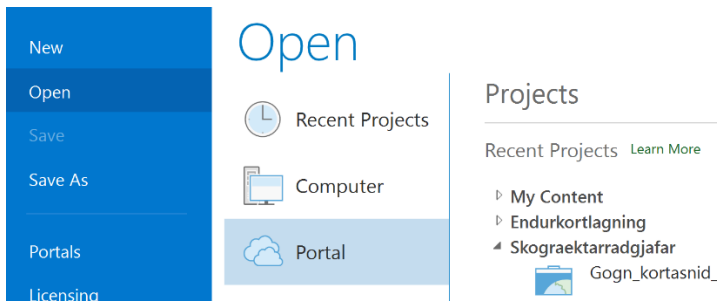 New
Open
Save
Save As
Portals
Licensing
Open
Recent Projects
Computer
Portal
Projects
Recent Projects Learn More
My Content
Endurkortlagning
Skograektarradgjafar
Gogn_kortasnid_